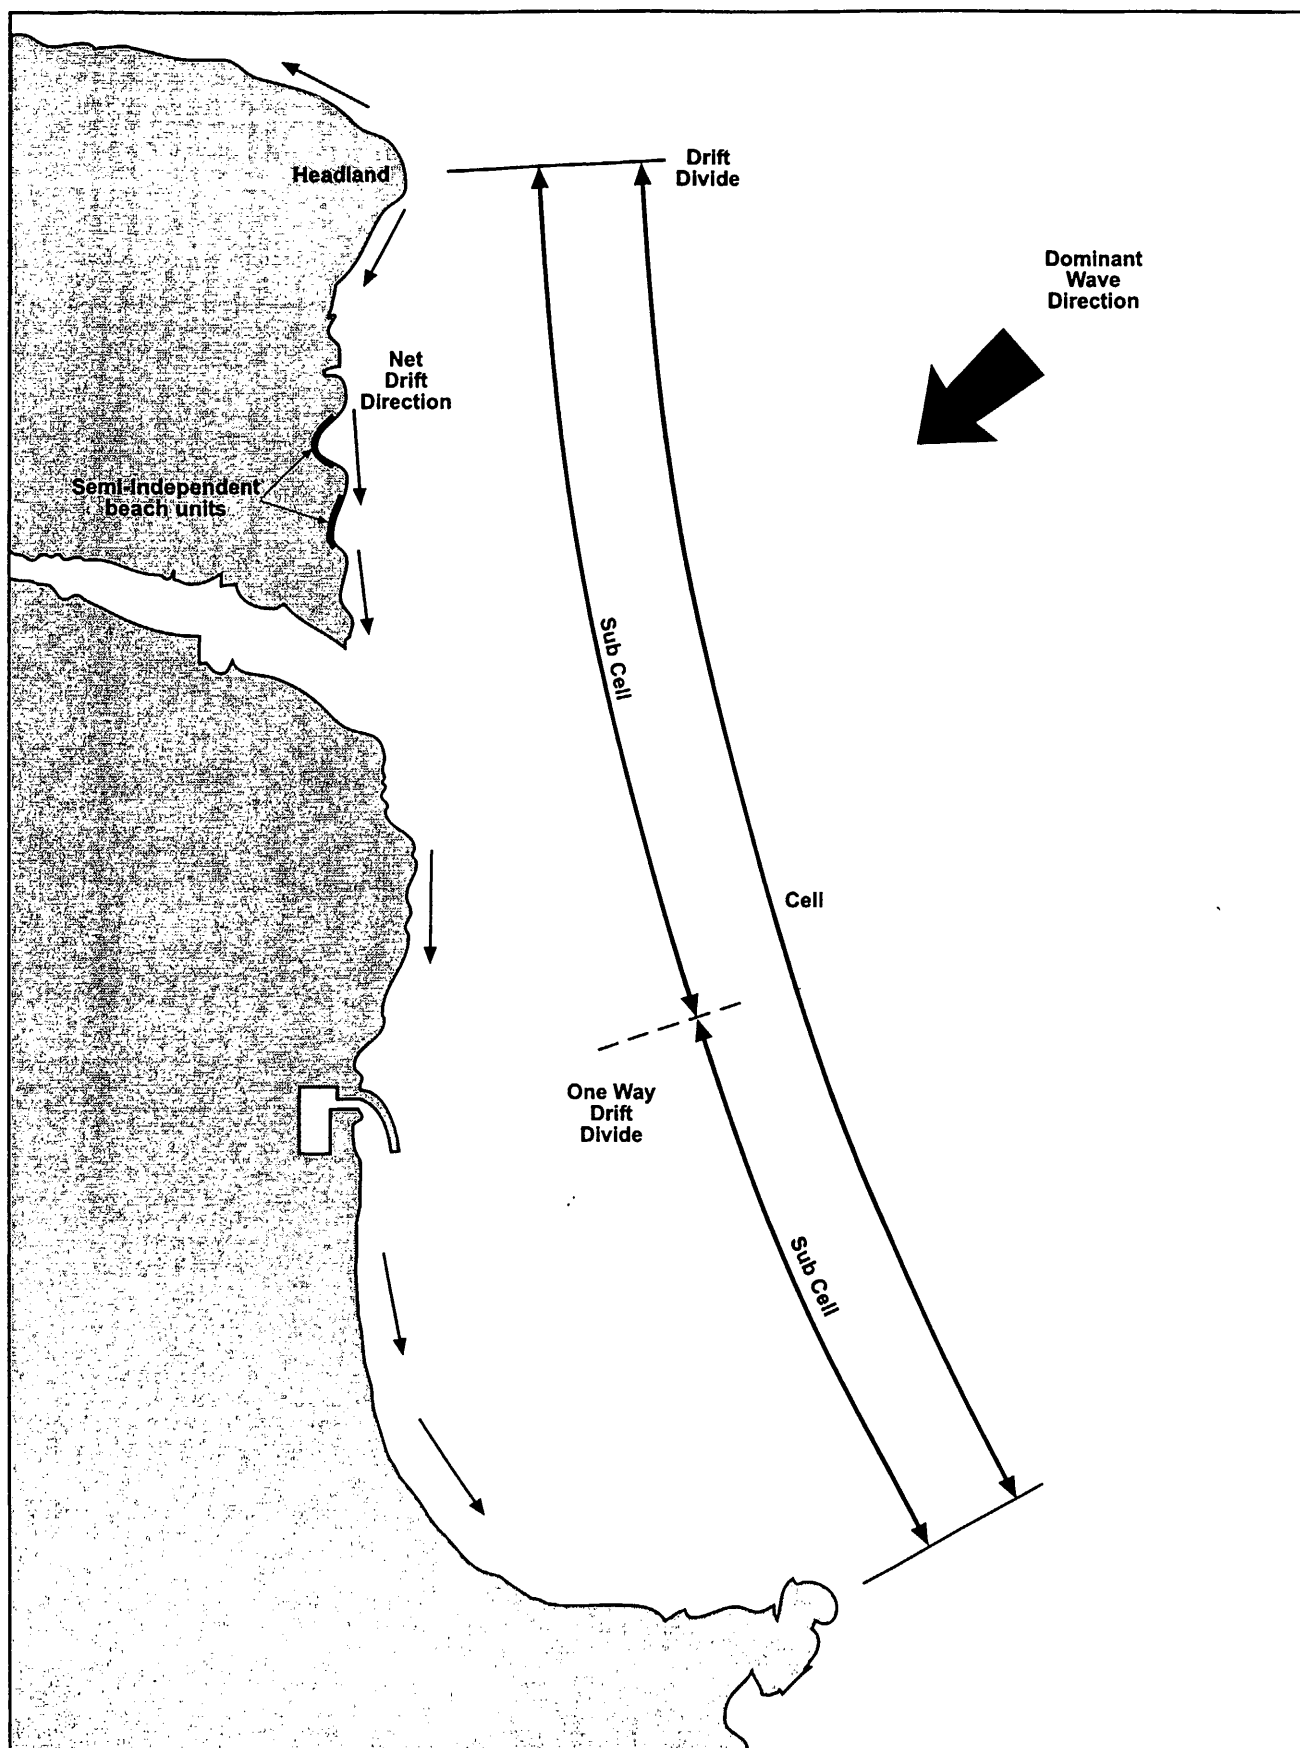 Headland
Drift
Divide
Dominant
Wave
Direction
Net
Drift
Direction
Semi-Independent
beach units
Sub Cell
Cell
One Way
Drift
Divide
Sub Cell